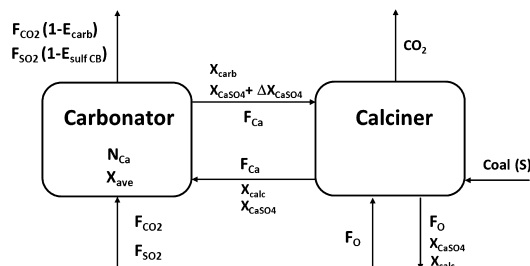 F_CO2 (1-E_carb)
F_SO2 (1-E_sulf CB)
CO2
X_carb
X_CaSO4 + ΔX_CaSO4
F_Ca
Carbonator
N_Ca
X_ave
Calciner
F_Ca
X_calc
X_CaSO4
Coal (S)
F_CO2
F_SO2
F_O
F_O
X_CaSO4
X_calc